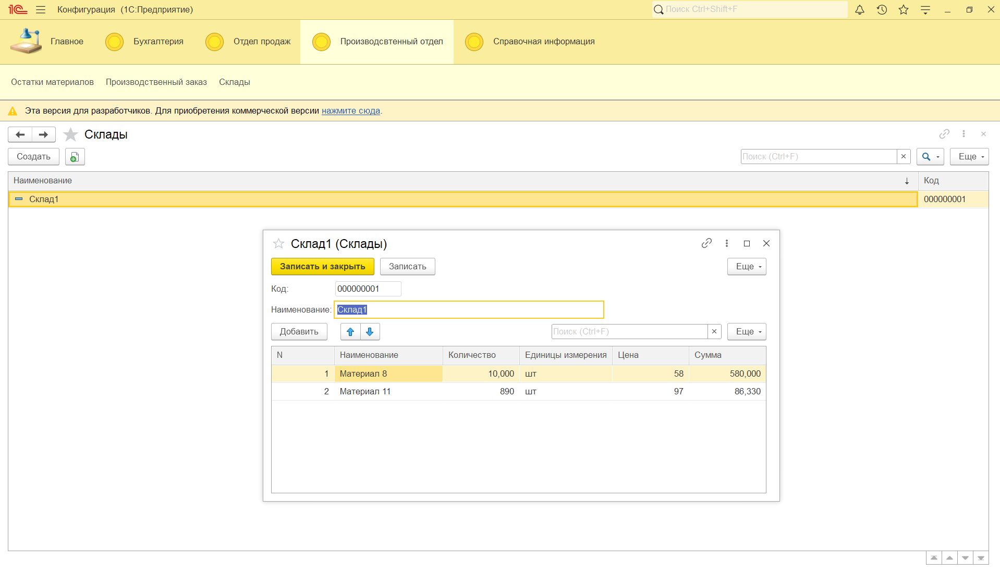 1С Конфигурация (1С:Предприятие) Поиск Ctrl+Shift+F
Главное Бухгалтерия Отдел продаж Произвоdсвтенный отдел Справочная информация
Остатки материалов Производственный заказ Склады
Эта версия для разработчиков. Для приобретения коммерческой версии нажмите сюда.
Склады
Создать Поиск (Ctrl+F) Еще
Наименование Код
Склад1 000000001
Склад1 (Склады)
Записать и закрыть Записать Еще
Код: 000000001
Наименование: Склад1
Добавить Поиск (Ctrl+F) Еще
N Наименование Количество Единицы измерения Цена Сумма
1 Материал 8 10,000 шт 58 580,000
2 Материал 11 890 шт 97 86,330